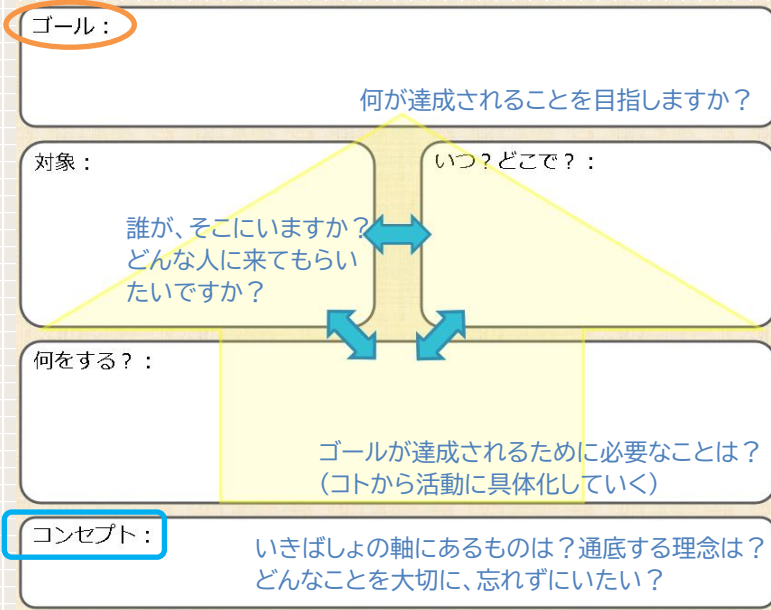 ゴール：
何が達成されることを目指しますか？
対象：
誰が、そこにいますか？
どんな人に来てもらい
たいですか？
いつ？どこで？：
何をする？：
ゴールが達成されるために必要なことは？
（コトから活動に具体化していく）
コンセプト：
いきばしょの軸にあるものは？通底する理念は？
どんなことを大切に、忘れずにいたい？